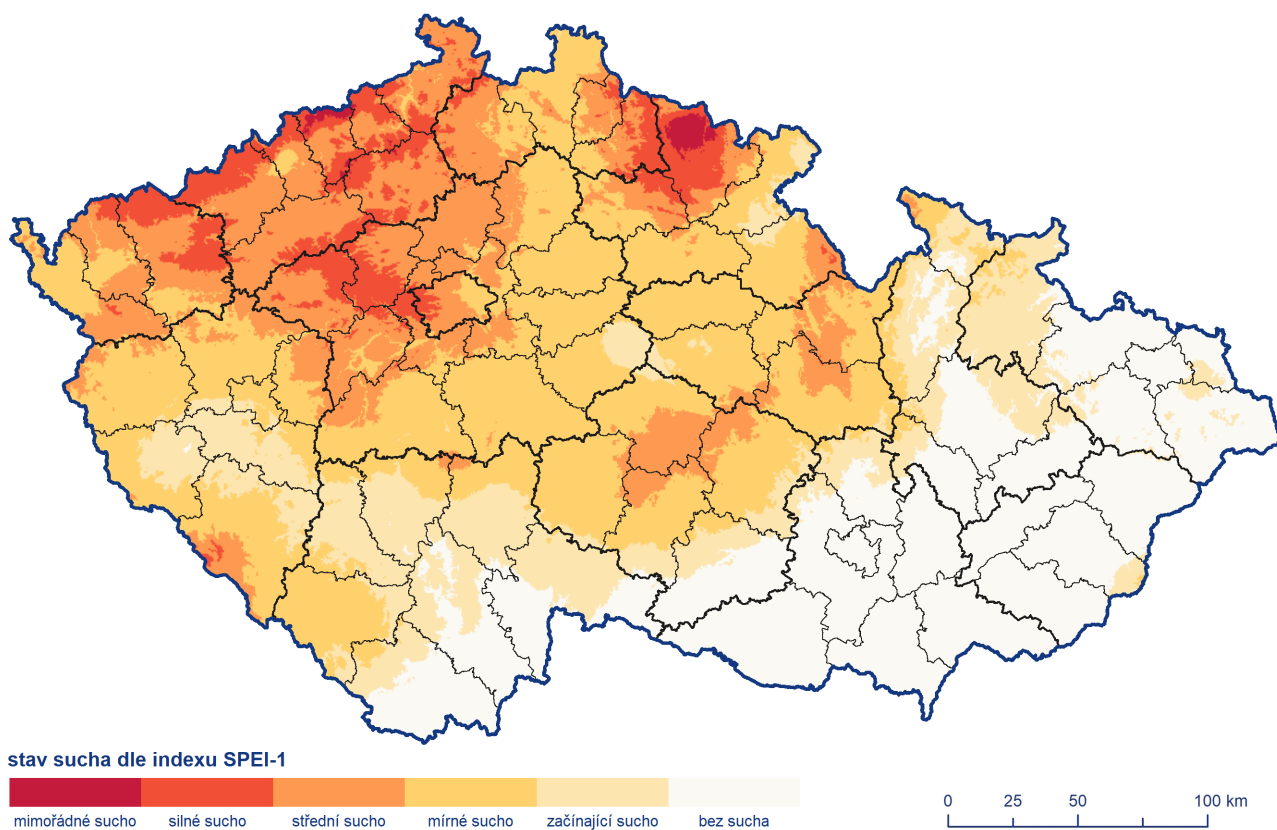 stav sucha dle indexu SPEI-1
mimořádné sucho silné sucho střední sucho mírné sucho začínající sucho bez sucha
0 25 50 100 km